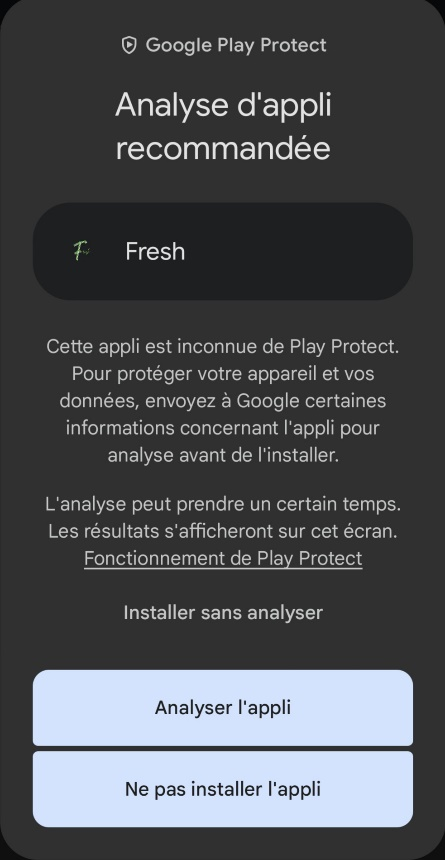 Google Play Protect
Analyse d'appli
recommandée
Fresh
Cette appli est inconnue de Play Protect.
Pour protéger votre appareil et vos
données, envoyez à Google certaines
informations concernant l'appli pour
analyse avant de l'installer.
L'analyse peut prendre un certain temps.
Les résultats s'afficheront sur cet écran.
Fonctionnement de Play Protect
Installer sans analyser
Analyser l'appli
Ne pas installer l'appli